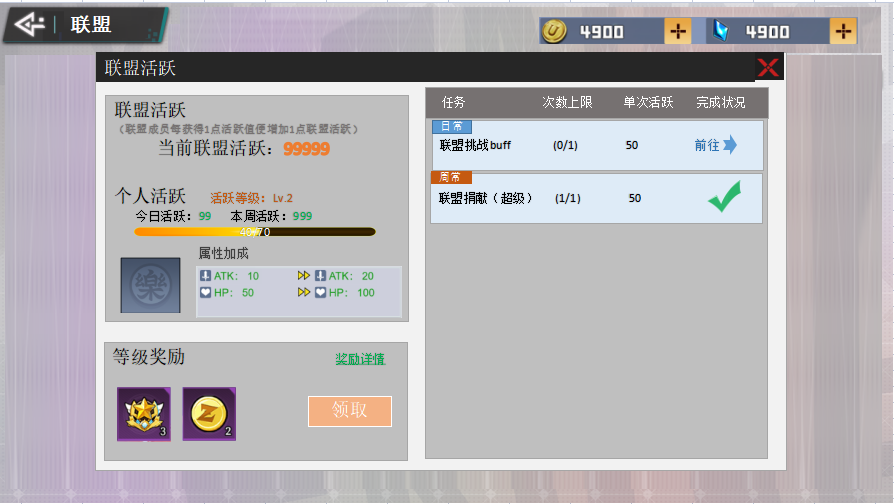 联盟
4900
4900
联盟活跃
联盟活跃
（联盟成员每获得1点活跃值便增加1点联盟活跃）
当前联盟活跃：99999
个人活跃 活跃等级：Lv.2
今日活跃：99 本周活跃：999
40/70
属性加成
樂
ATK： 10 ATK： 20
HP： 50 HP： 100
等级奖励 奖励详情
3
Z
2
领取
任务 次数上限 单次活跃 完成状况
日常
联盟挑战buff (0/1) 50 前往
周常
联盟捐献（超级） (1/1) 50